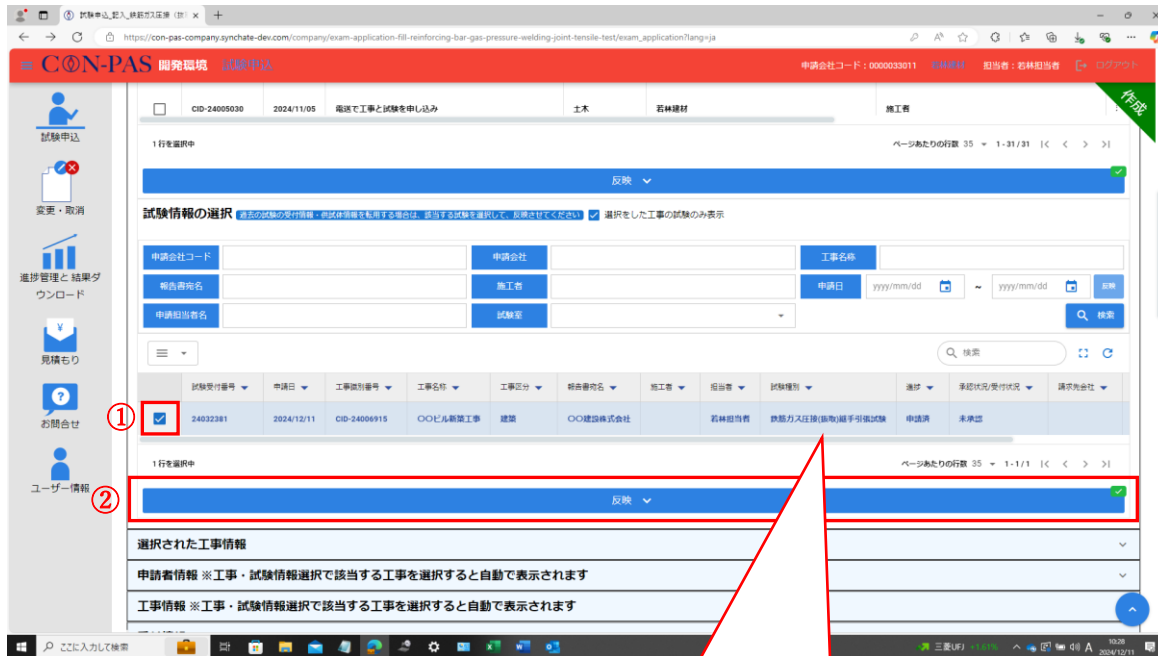 試験申込_記入_鉄筋ガス圧接（抜
https://con-pas-company.synchate-dev.com/company/exam-application-fill-reinforcing-bar-gas-pressure-welding-joint-tensile-test/exam_application?lang=ja
CON-PAS 開発環境 試験申込
申請会社コード：0000033011 担当者：若林担当者 ログアウト
作成
試験申込
変更・取消
進捗管理と 結果ダ
ウンロード
見積もり
お問合せ
ユーザー情報
CID-24005030 2024/11/05 電送で工事と試験を申し込み 土木 若林建材 施工者
1 行を選択中 ページあたりの行数 35 1-31/31
反映
試験情報の選択 過去の試験の受付情報・供試体情報を転用する場合は、該当する試験を選択して、反映させてください 選択をした工事の試験のみ表示
申請会社コード 申請会社 工事名称
報告書宛名 施工者 申請日 yyyy/mm/dd ~ yyyy/mm/dd 反映
申請担当者名 試験室 検索
検索
試験受付番号 申請日 工事識別番号 工事名称 工事区分 報告書宛名 施工者 担当者 試験種別 進捗 承認状況/受付状況 請求先会社
① 24032381 2024/12/11 CID-24006915 〇〇ビル新築工事 建築 〇〇建設株式会社 若林担当者 鉄筋ガス圧接(抜取)継手引張試験 申請済 未承認
1 行を選択中 ページあたりの行数 35 1-1/1
② 反映
選択された工事情報
申請者情報 ※工事・試験情報選択で該当する工事を選択すると自動で表示されます
工事情報 ※工事・試験情報選択で該当する工事を選択すると自動で表示されます
ここに入力して検索
三菱UFJ +1.61% A 10:28
2024/12/11